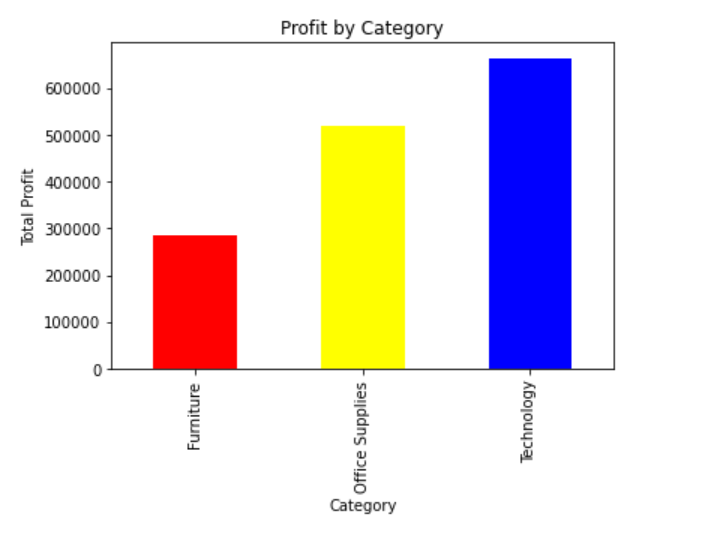 Profit by Category
Total Profit
600000
500000
400000
300000
200000
100000
0
Furniture
Office Supplies
Technology
Category